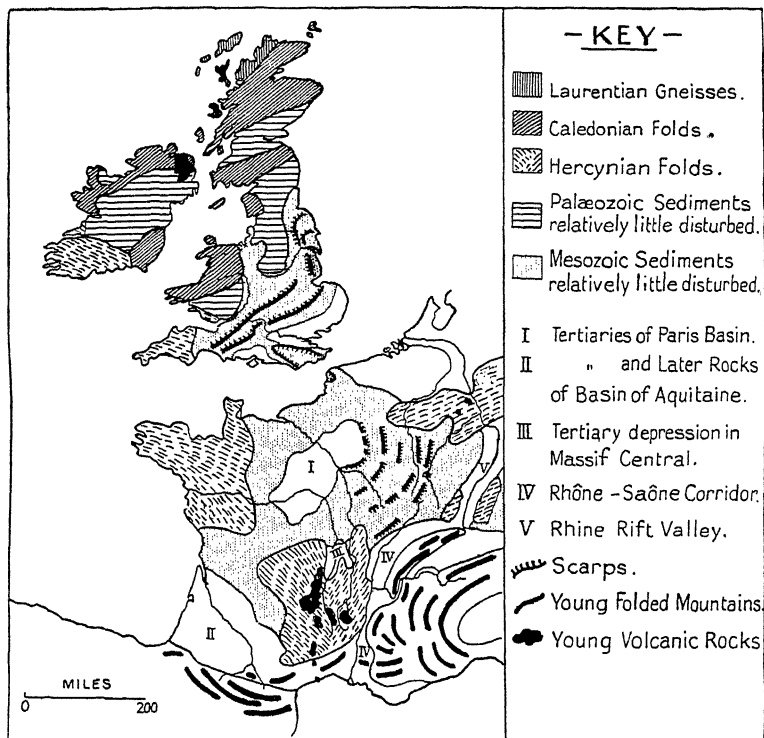 – KEY –
Laurentian Gneisses.
Caledonian Folds.
Hercynian Folds.
Palæozoic Sediments
relatively little disturbed.
Mesozoic Sediments
relatively little disturbed.
I Tertiaries of Paris Basin.
II " and Later Rocks
of Basin of Aquitaine.
III Tertiary depression in
Massif Central.
IV Rhône-Saône Corridor.
V Rhine Rift Valley.
Scarps.
Young Folded Mountains.
Young Volcanic Rocks
I
V
III
IV
II
IV
MILES
0 200